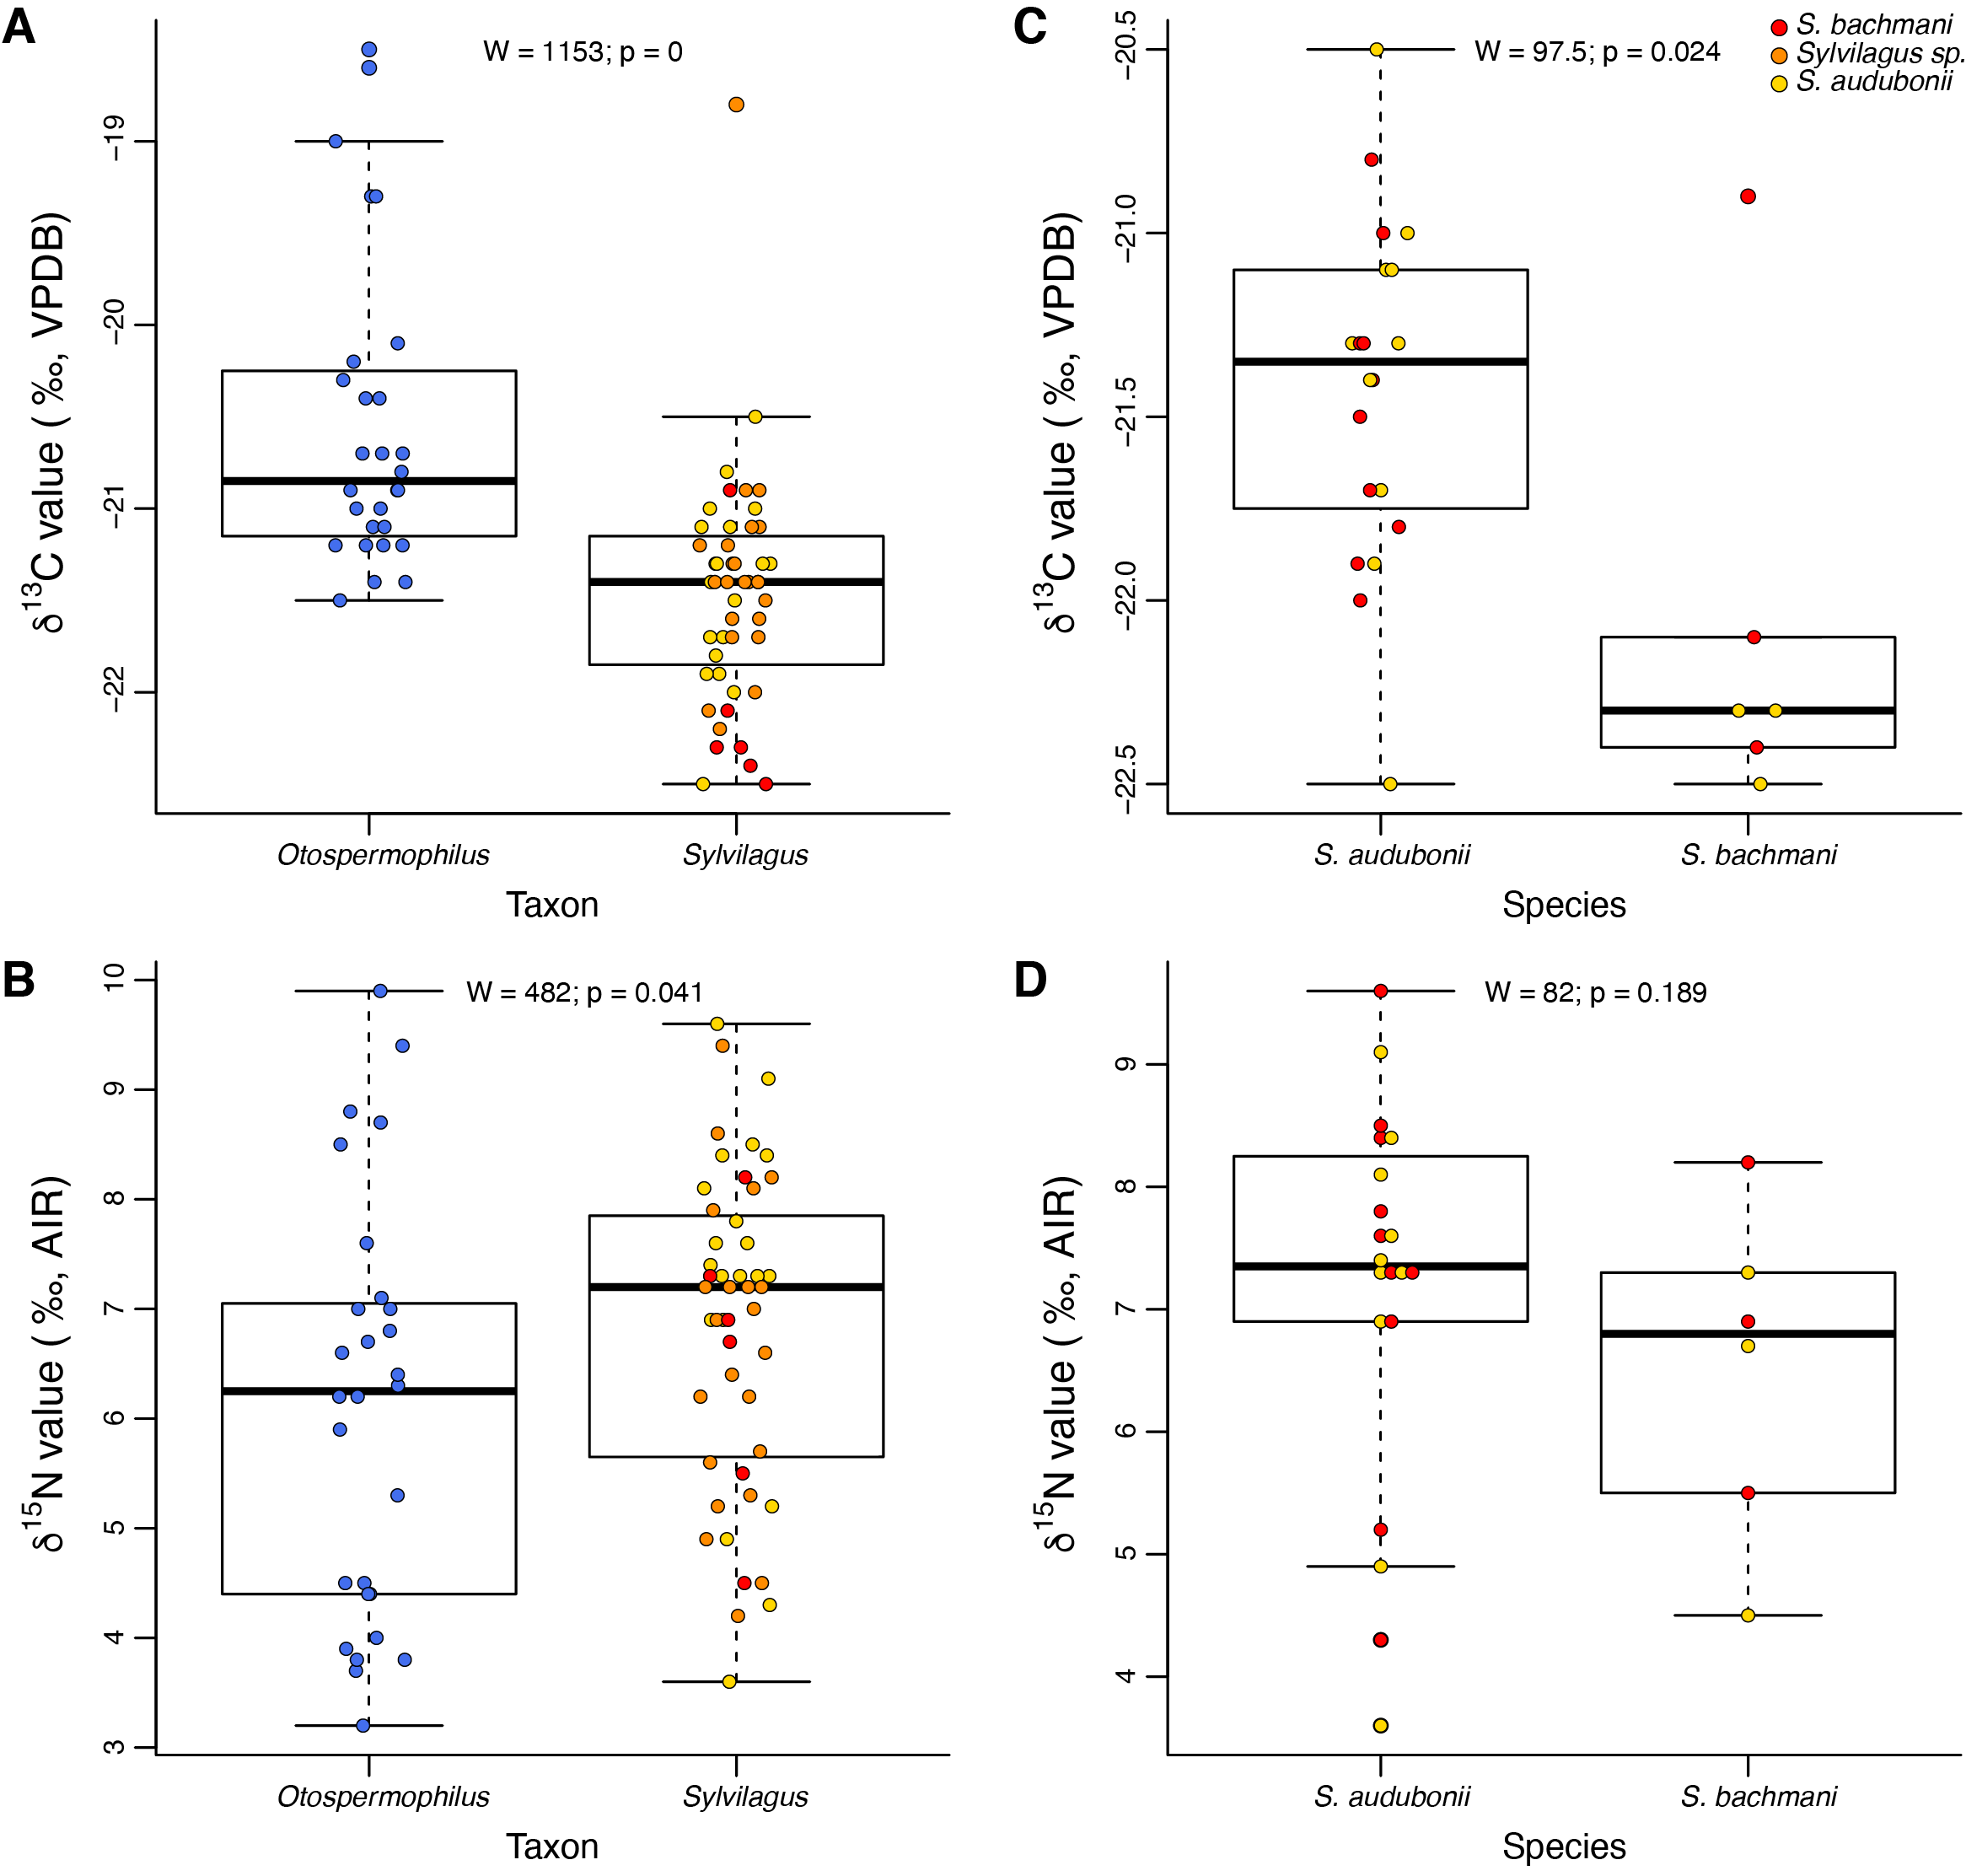 A
W = 1153; p = 0
−19
−20
−21
−22
δ13C value ( ‰, VPDB)
Otospermophilus
Sylvilagus
Taxon
C
W = 97.5; p = 0.024
S. bachmani
Sylvilagus sp.
S. audubonii
−20.5
−21.0
−21.5
−22.0
−22.5
δ13C value ( ‰, VPDB)
S. audubonii
S. bachmani
Species
B
W = 482; p = 0.041
10
9
8
7
6
5
4
3
δ15N value ( ‰, AIR)
Otospermophilus
Sylvilagus
Taxon
D
W = 82; p = 0.189
9
8
7
6
5
4
δ15N value ( ‰, AIR)
S. audubonii
S. bachmani
Species